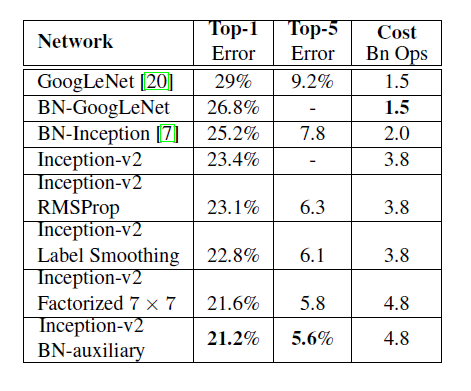 Network Top-1 Error Top-5 Error Cost Bn Ops
GoogLeNet [20] 29% 9.2% 1.5
BN-GoogLeNet 26.8% - 1.5
BN-Inception [7] 25.2% 7.8 2.0
Inception-v2 23.4% - 3.8
Inception-v2
RMSProp 23.1% 6.3 3.8
Inception-v2
Label Smoothing 22.8% 6.1 3.8
Inception-v2
Factorized 7 × 7 21.6% 5.8 4.8
Inception-v2
BN-auxiliary 21.2% 5.6% 4.8